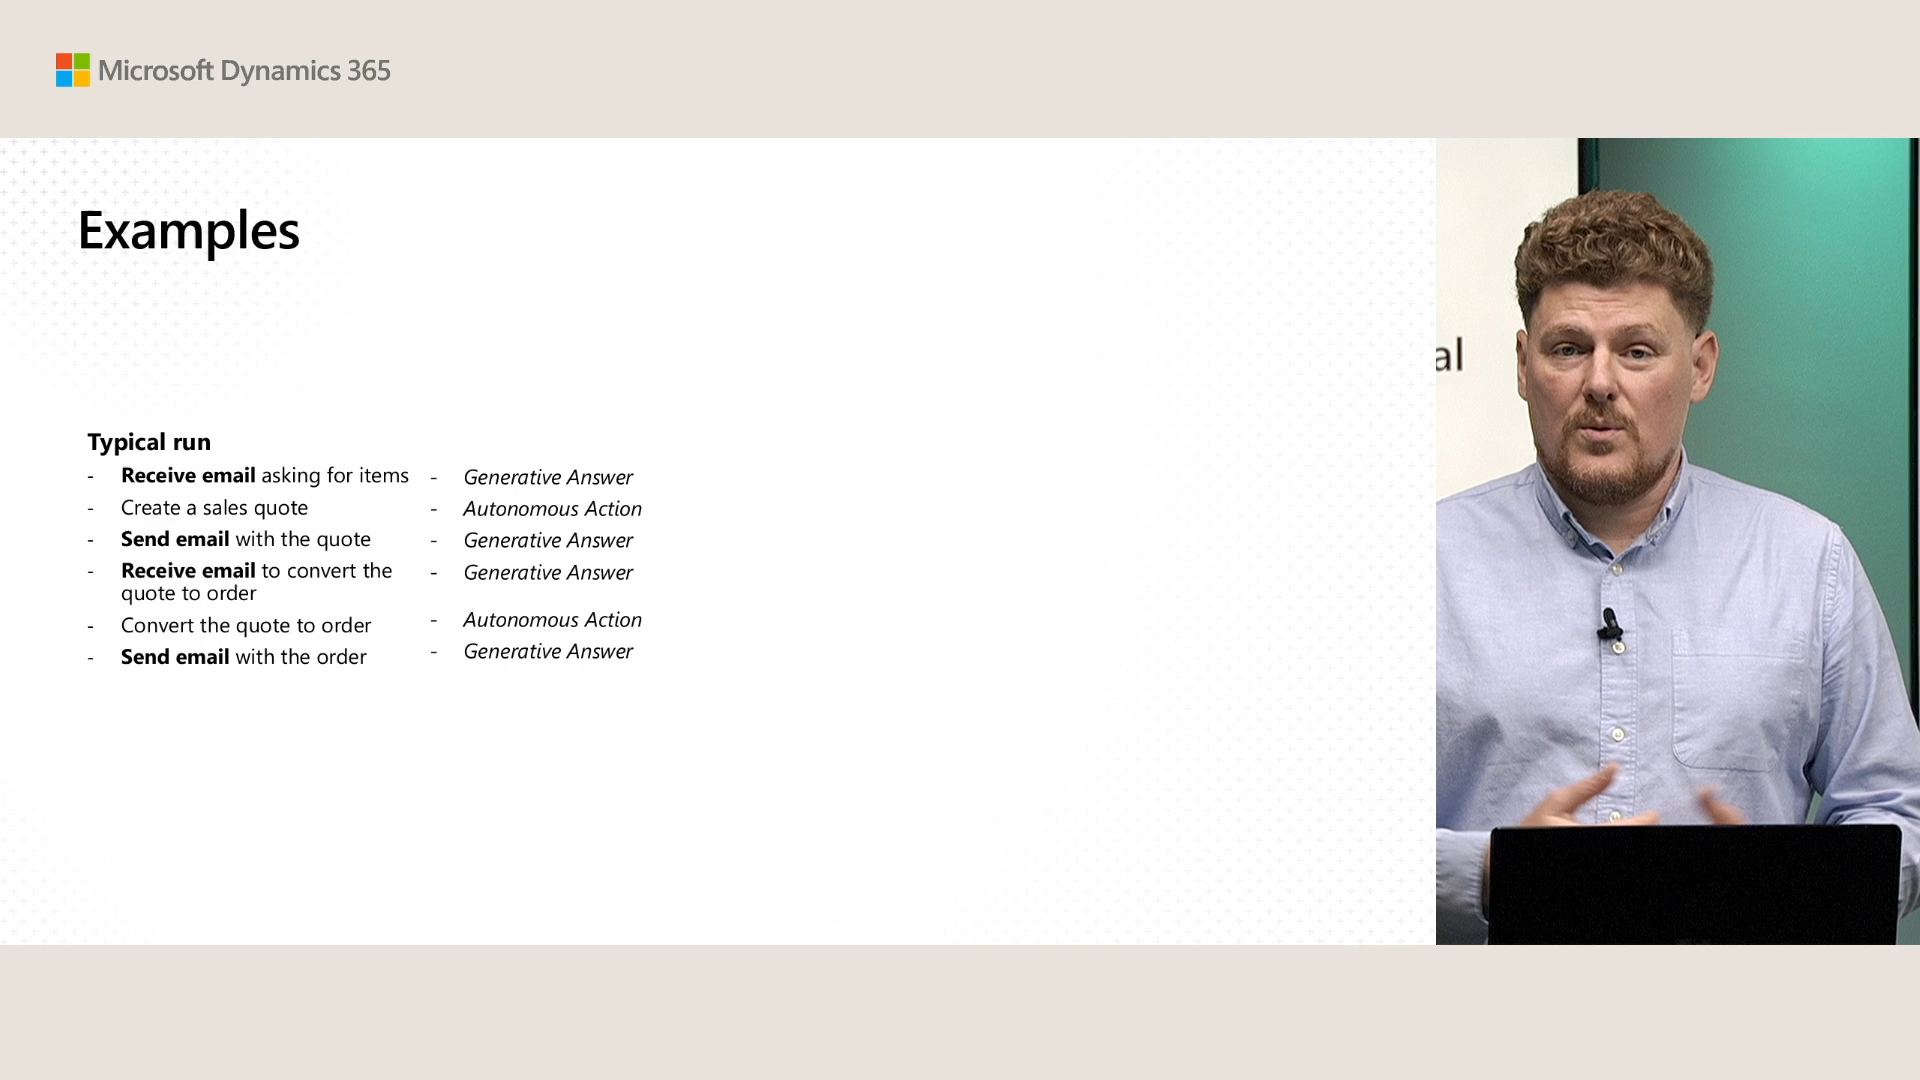 Microsoft Dynamics 365
Examples
al
Typical run
- Receive email asking for items - Generative Answer
- Create a sales quote - Autonomous Action
- Send email with the quote - Generative Answer
- Receive email to convert the - Generative Answer
quote to order
- Convert the quote to order - Autonomous Action
- Send email with the order - Generative Answer